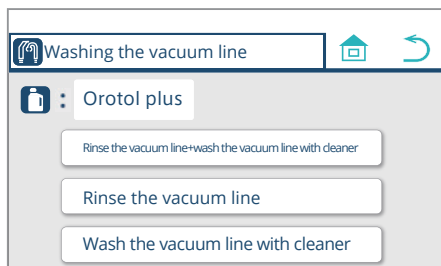 Washing the vacuum line
: Orotol plus
Rinse the vacuum line+wash the vacuum line with cleaner
Rinse the vacuum line
Wash the vacuum line with cleaner